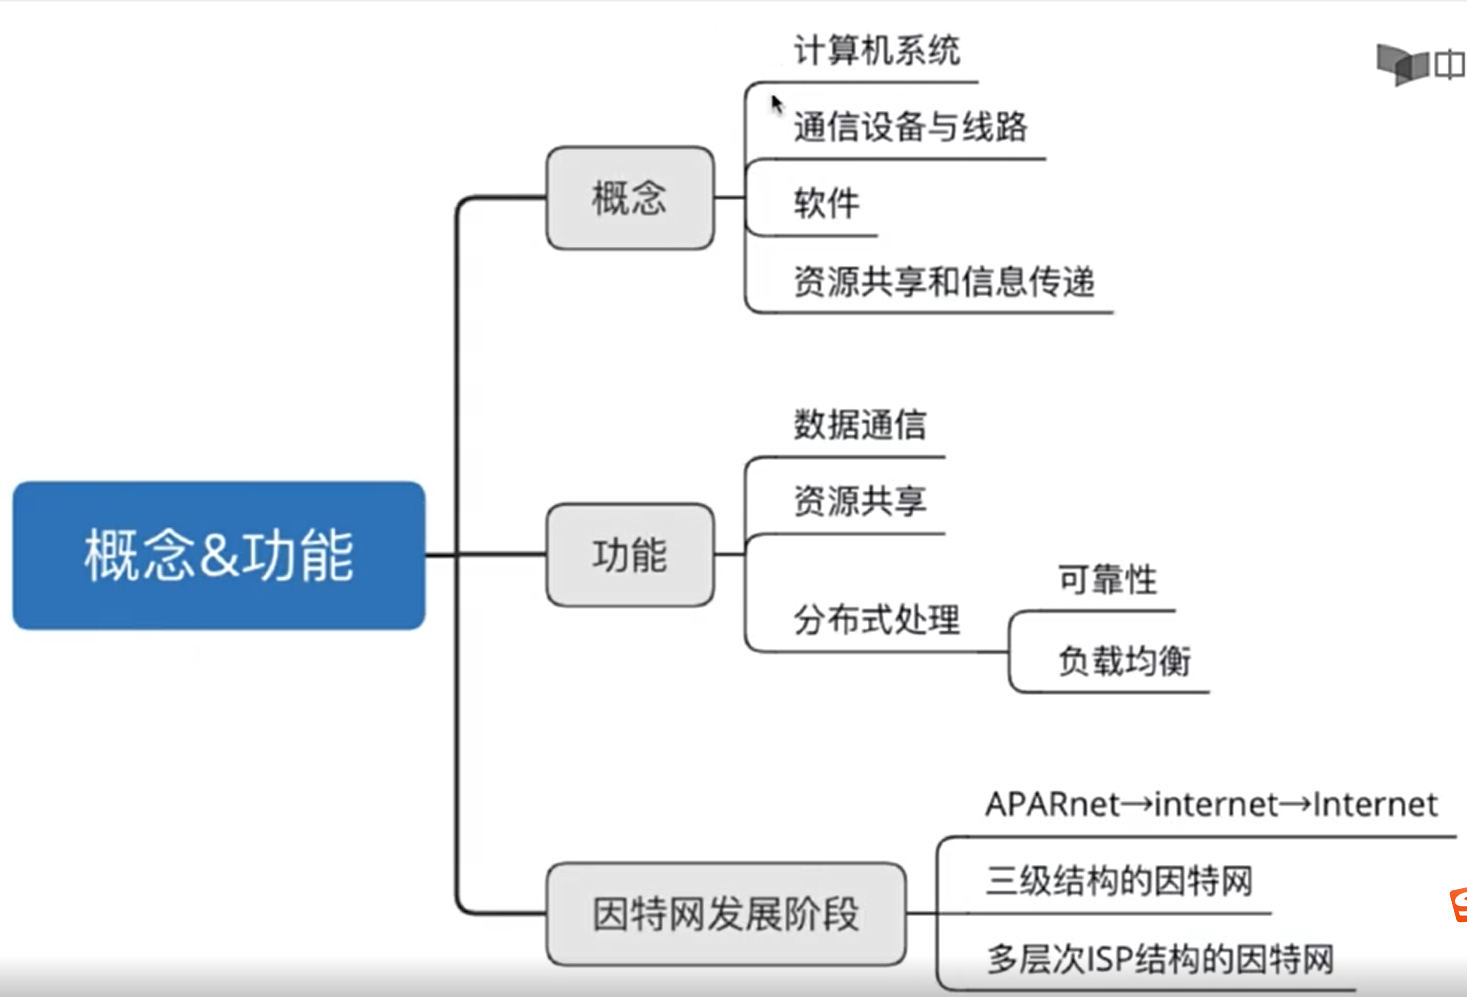 计算机系统
中
通信设备与线路
概念
软件
资源共享和信息传递
数据通信
资源共享
概念&功能
功能
可靠性
分布式处理
负载均衡
APARnet→internet→Internet
三级结构的因特网
因特网发展阶段
多层次ISP结构的因特网